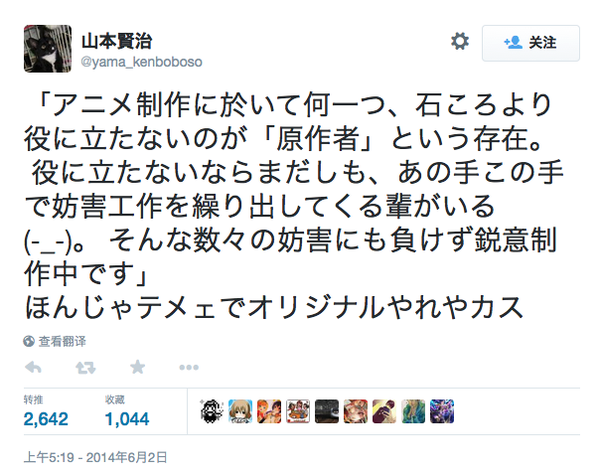 山本賢治
@yama_kenboboso
关注
「アニメ制作に於いて何一つ、石ころより
役に立たないのが「原作者」という存在。
役に立たないならまだしも、あの手この手
で妨害工作を繰り出してくる輩がいる
(-_-)。 そんな数々の妨害にも負けず鋭意制
作中です」
ほんじゃテメェでオリジナルやれやカス
查看翻译
转推 收藏
2,642 1,044
上午5:19 - 2014年6月2日